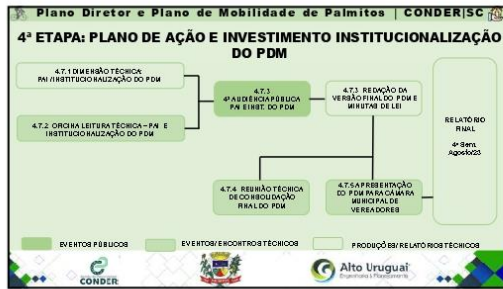 Plano Diretor e Plano de Mobilidade de Palmitos | CONDER|SC
4ª ETAPA: PLANO DE AÇÃO E INVESTIMENTO INSTITUCIONALIZAÇÃO
DO PDM
4.7.1 DIMENSÃO TÉCNICA:
PAI /INSTITUCIONALIZAÇÃO DO PDM
4.7.2 OFICINA LEITURA TÉCNICA – PAI E
INSTITUCIONALIZAÇÃO DO PDM
4.7.3
4ª AUDIÊNCIA PÚBLICA
PAI E INST. DO PDM
4.7.3 REDAÇÃO DA
VERSÃO FINAL DO PDM E
MINUTAS DE LEI
RELATÓRIO
FINAL
4ª Sem.
Agosto/23
4.7.4 REUNIÃO TÉCNICA
DE CONSOLIDAÇÃO
FINAL DO PDM
4.7.5 APRESENTAÇÃO
DO PDM PARA CÂMARA
MUNICIPAL DE
VEREADORES
EVENTOS PÚBLICOS
EVENTOS/ENCONTROS TÉCNICOS
PRODUÇÕES/RELATÓRIOS TÉCNICOS
CONDER
Alto Uruguai
Engenharia & Planejamento